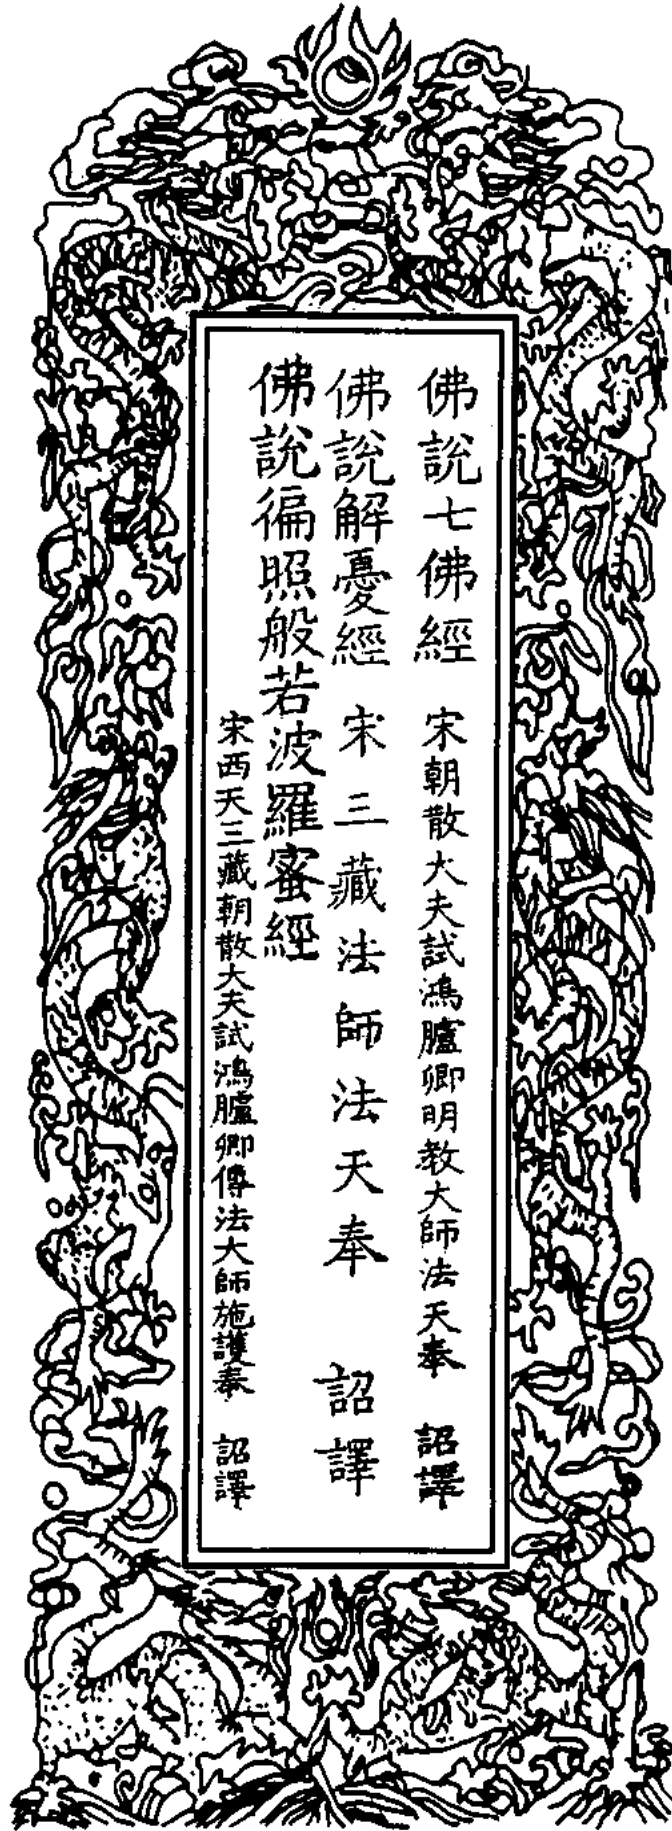 佛說七佛經　宋朝散大夫試鴻臚卿明教大師法天奉　詔譯
佛說解憂經　宋三藏法師法天奉　詔譯
佛說徧照般若波羅蜜經
宋西天三藏朝散大夫試鴻臚卿傳法大師施護奉　詔譯